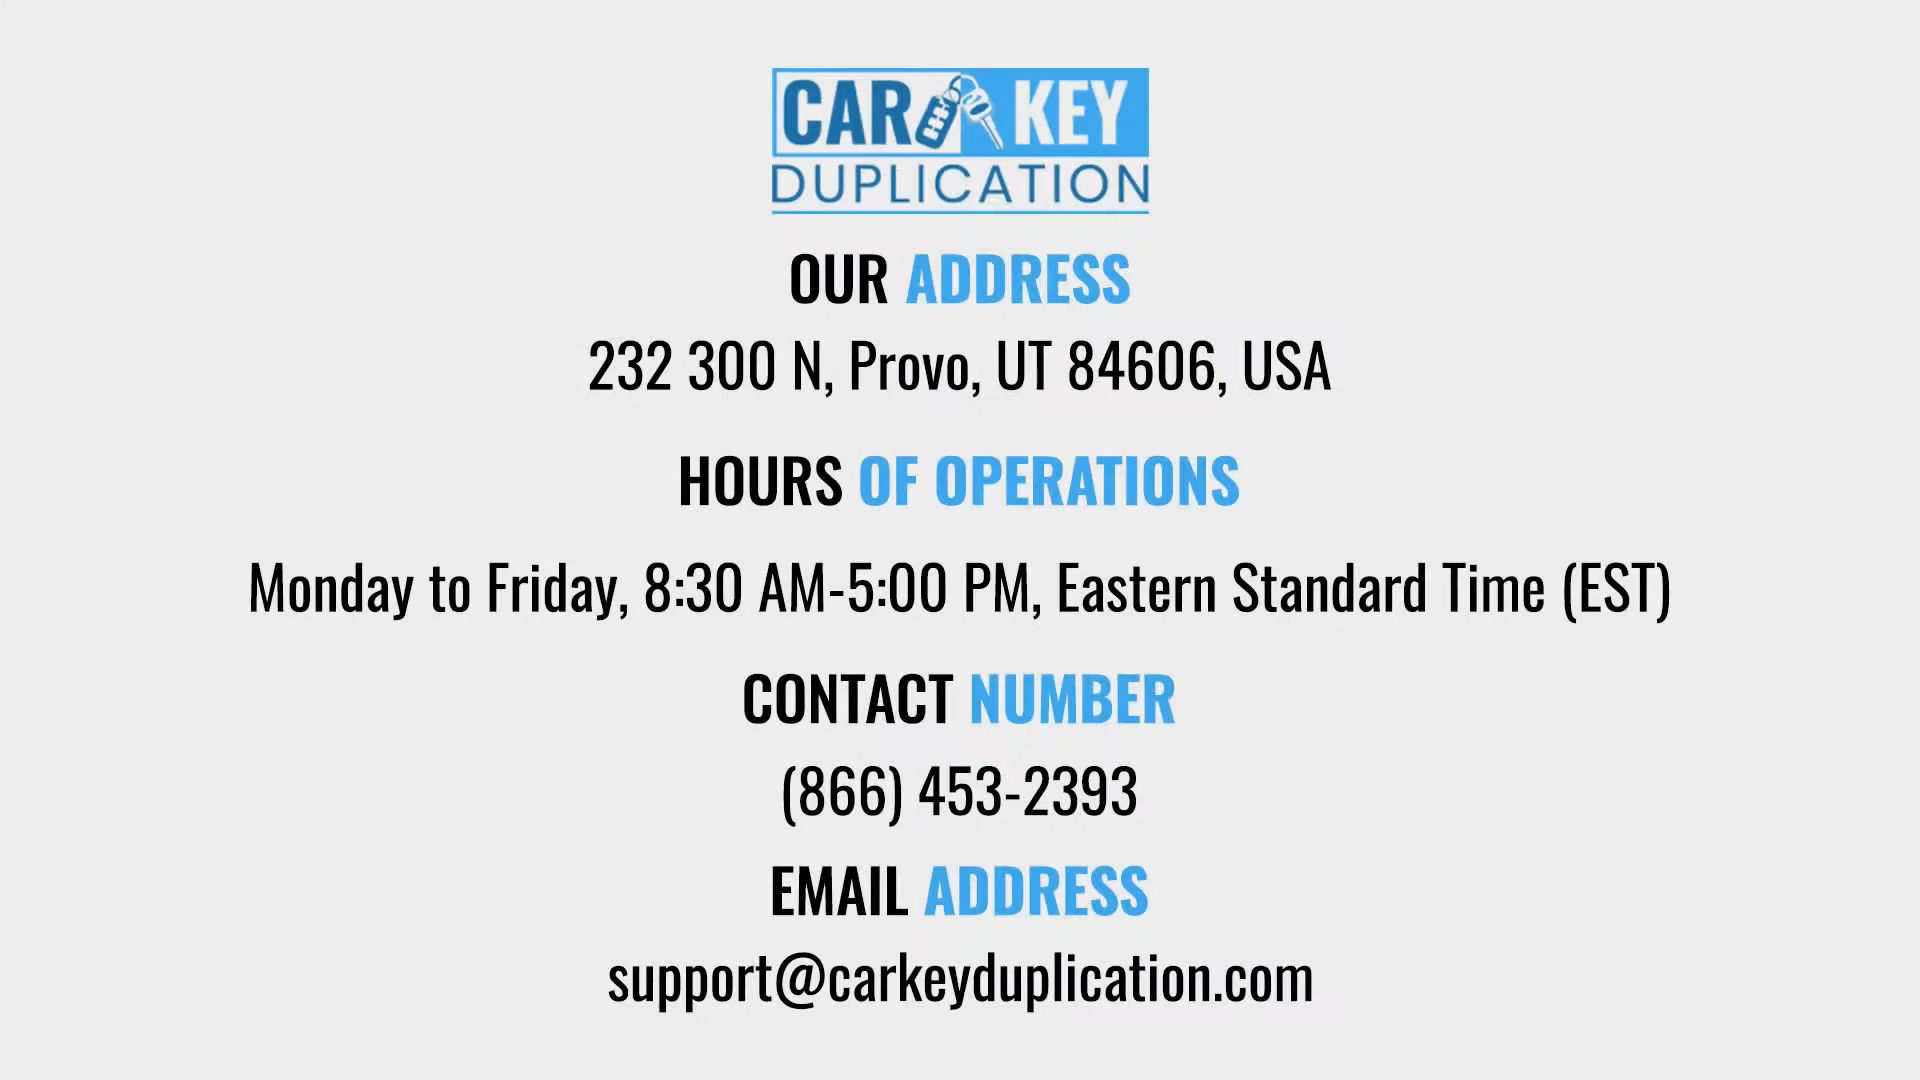 CAR KEY
DUPLICATION
OUR ADDRESS
232 300 N, Provo, UT 84606, USA
HOURS OF OPERATIONS
Monday to Friday, 8:30 AM-5:00 PM, Eastern Standard Time (EST)
CONTACT NUMBER
(866) 453-2393
EMAIL ADDRESS
support@carkeyduplication.com